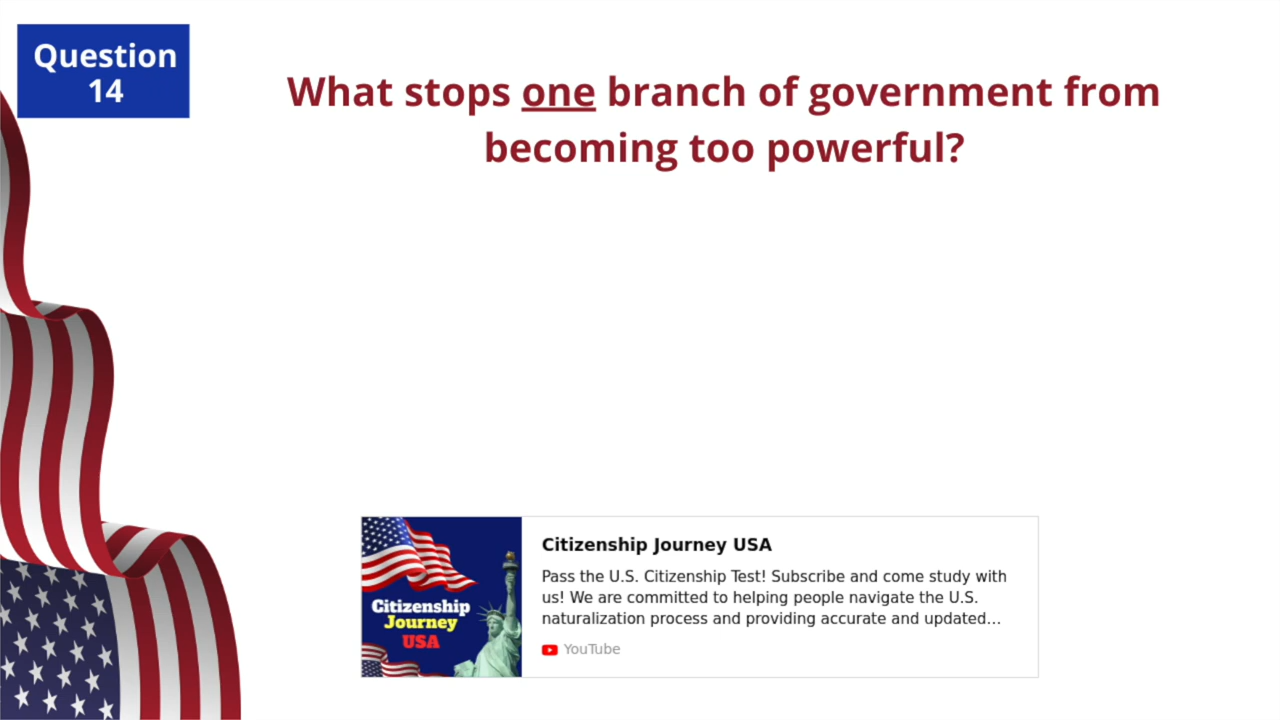 Question
14
What stops one branch of government from
becoming too powerful?
Citizenship
Journey
USA
Citizenship Journey USA
Pass the U.S. Citizenship Test! Subscribe and come study with
us! We are committed to helping people navigate the U.S.
naturalization process and providing accurate and updated...
YouTube